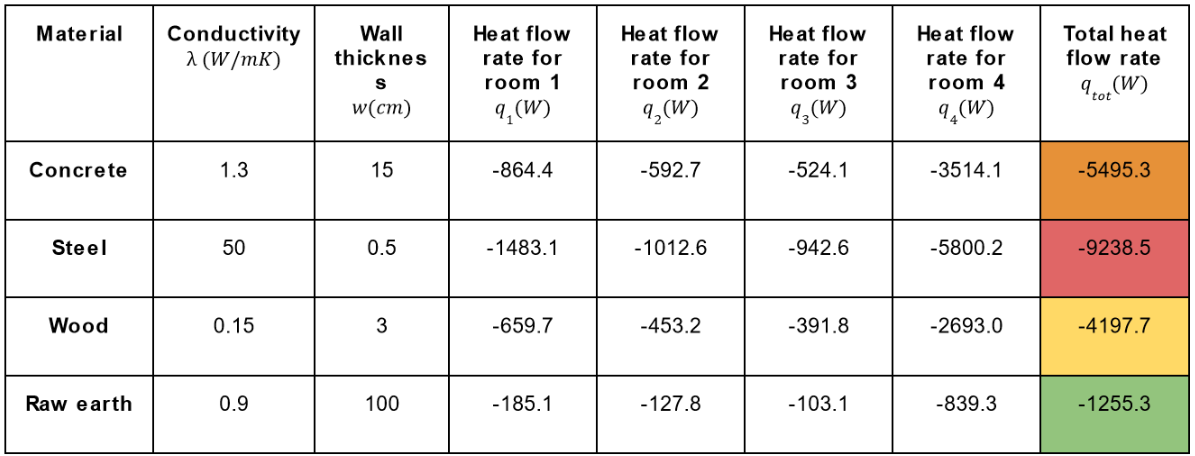 Material Conductivity Wall Heat flow Heat flow Heat flow Heat flow Total heat
λ (W/mK) thicknes rate for rate for rate for rate for flow rate
s room 1 room 2 room 3 room 4 q_tot(W)
w(cm) q_1(W) q_2(W) q_3(W) q_4(W)
Concrete 1.3 15 -864.4 -592.7 -524.1 -3514.1 -5495.3
Steel 50 0.5 -1483.1 -1012.6 -942.6 -5800.2 -9238.5
Wood 0.15 3 -659.7 -453.2 -391.8 -2693.0 -4197.7
Raw earth 0.9 100 -185.1 -127.8 -103.1 -839.3 -1255.3